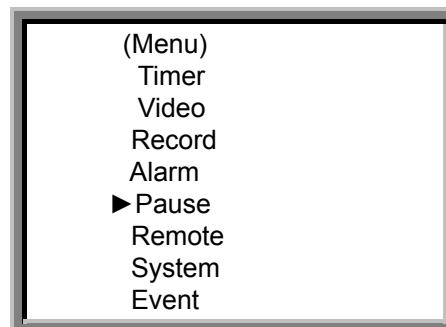 (Menu)
Timer
Video
Record
Alarm
►Pause
Remote
System
Event